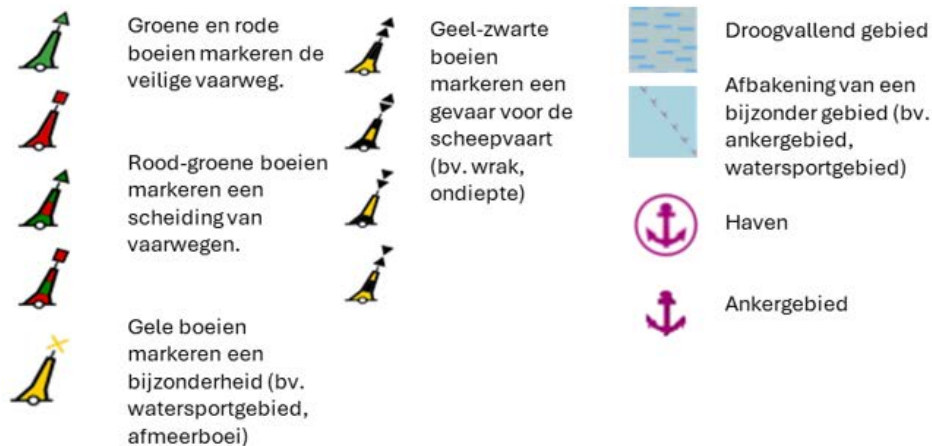 Groene en rode
boeien markeren de
veilige vaarweg.
Rood-groene boeien
markeren een
scheiding van
vaarwegen.
Gele boeien
markeren een
bijzonderheid (bv.
watersportgebied,
afmeerboei)
Geel-zwarte
boeien
markeren een
gevaar voor de
scheepvaart
(bv. wrak,
ondiepte)
Droogvallend gebied
Afbakening van een
bijzonder gebied (bv.
ankergebied,
watersportgebied)
Haven
Ankergebied